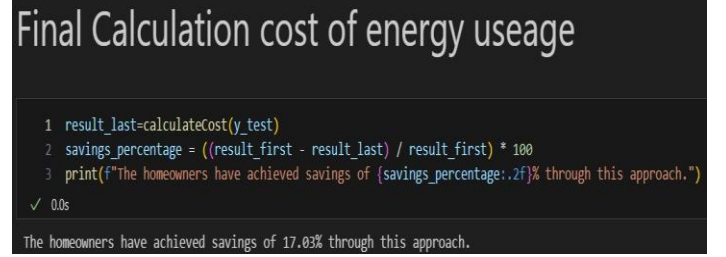 Final Calculation cost of energy useage
1 result_last=calculateCost(y_test)
2 savings_percentage = ((result_first - result_last) / result_first) * 100
3 print(f"The homeowners have achieved savings of {savings_percentage:.2f}% through this approach.")
✓ 0.0s
The homeowners have achieved savings of 17.03% through this approach.